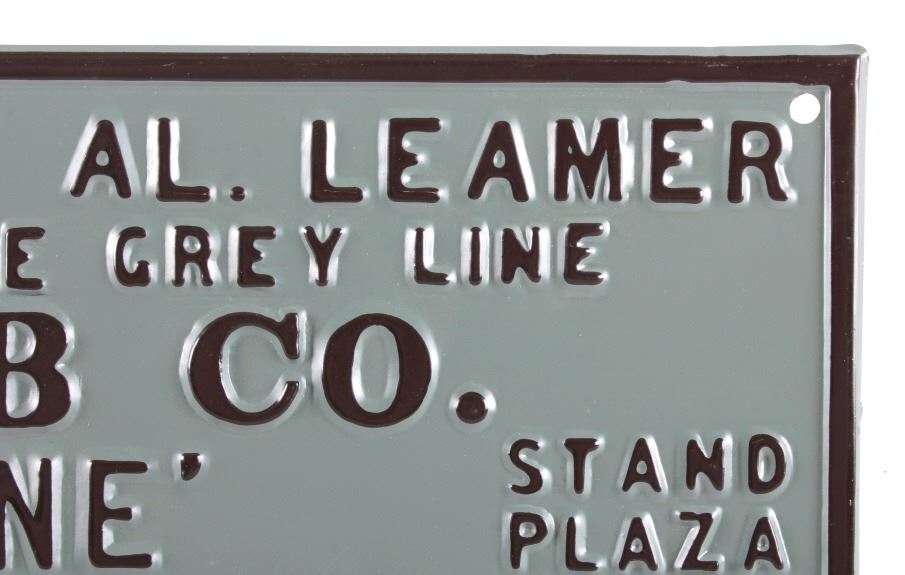 AL. LEAMER
E GREY LINE
B CO.
NE'
STAND
PLAZA